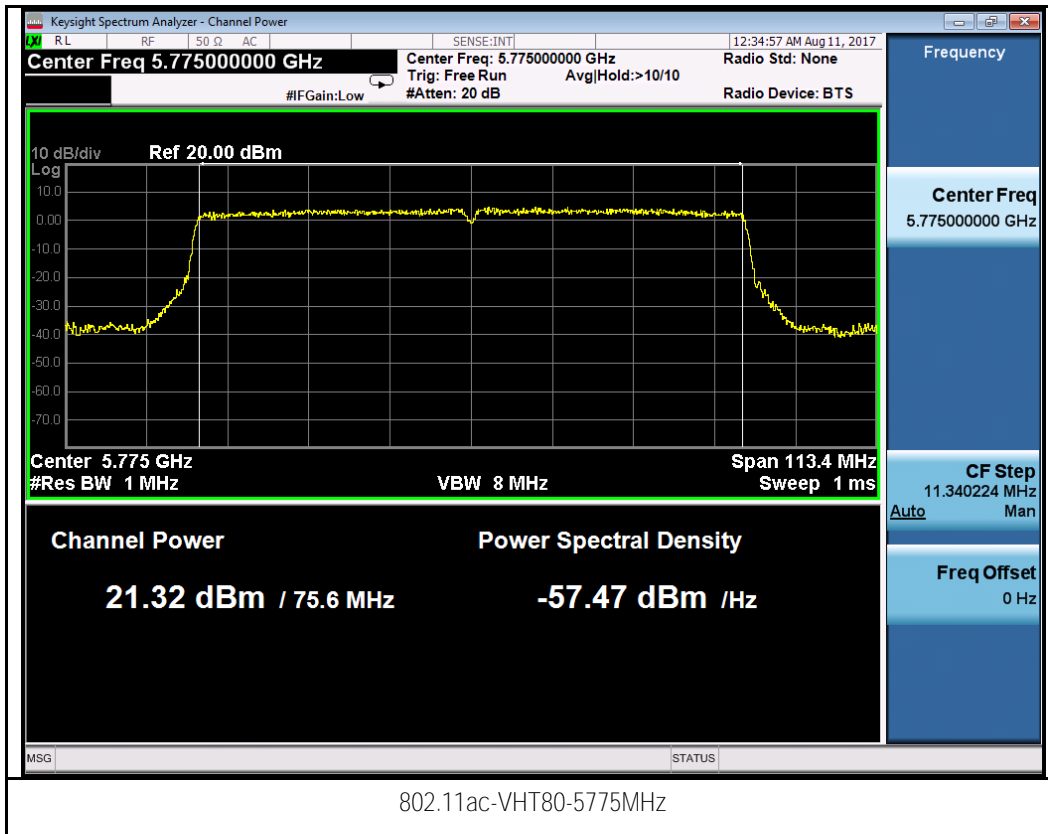 Keysight Spectrum Analyzer - Channel Power
LXI RL RF 50 Ω AC SENSE:INT 12:34:57 AM Aug 11, 2017
Center Freq 5.775000000 GHz
Center Freq: 5.775000000 GHz
Radio Std: None
Trig: Free Run Avg|Hold:>10/10
#IFGain:Low
#Atten: 20 dB
Radio Device: BTS
10 dB/div Ref 20.00 dBm
Log
10.0
0.00
-10.0
-20.0
-30.0
-40.0
-50.0
-60.0
-70.0
Center 5.775 GHz Span 113.4 MHz
#Res BW 1 MHz VBW 8 MHz Sweep 1 ms
Channel Power Power Spectral Density
21.32 dBm / 75.6 MHz -57.47 dBm /Hz
MSG STATUS
Frequency
Center Freq
5.775000000 GHz
CF Step
11.340224 MHz
Auto Man
Freq Offset
0 Hz
802.11ac-VHT80-5775MHz